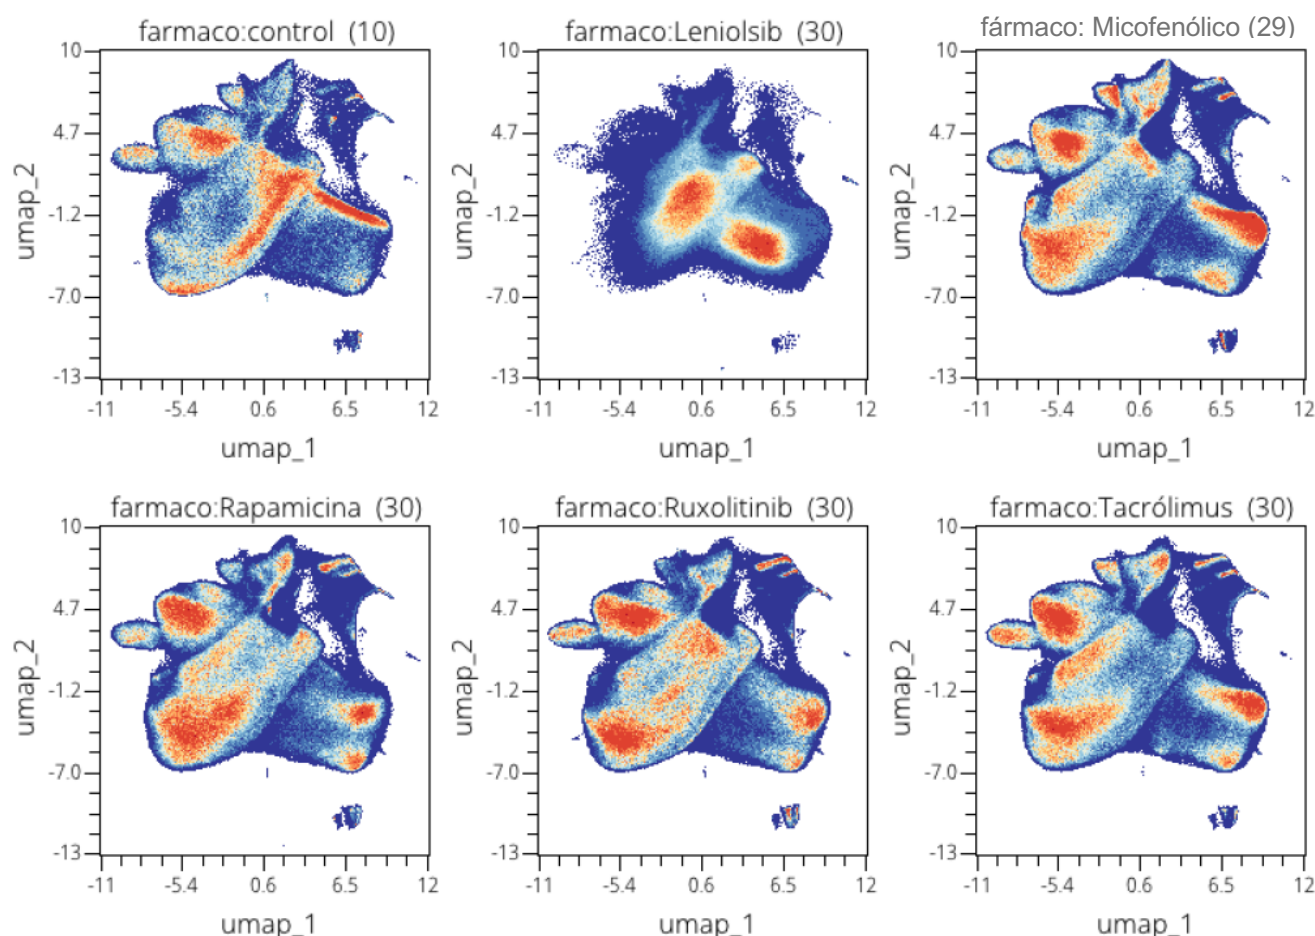 farmaco:control (10)
farmaco:Leniolsib (30)
fármaco: Micofenólico (29)
10
4.7
-1.2
-7.0
-13
umap_2
-11 -5.4 0.6 6.5 12
umap_1
10
4.7
-1.2
-7.0
-13
umap_2
-11 -5.4 0.6 6.5 12
umap_1
10
4.7
-1.2
-7.0
-13
umap_2
-11 -5.4 0.6 6.5 12
umap_1
farmaco:Rapamicina (30)
farmaco:Ruxolitinib (30)
farmaco:Tacrólimus (30)
10
4.7
-1.2
-7.0
-13
umap_2
-11 -5.4 0.6 6.5 12
umap_1
10
4.7
-1.2
-7.0
-13
umap_2
-11 -5.4 0.6 6.5 12
umap_1
10
4.7
-1.2
-7.0
-13
umap_2
-11 -5.4 0.6 6.5 12
umap_1